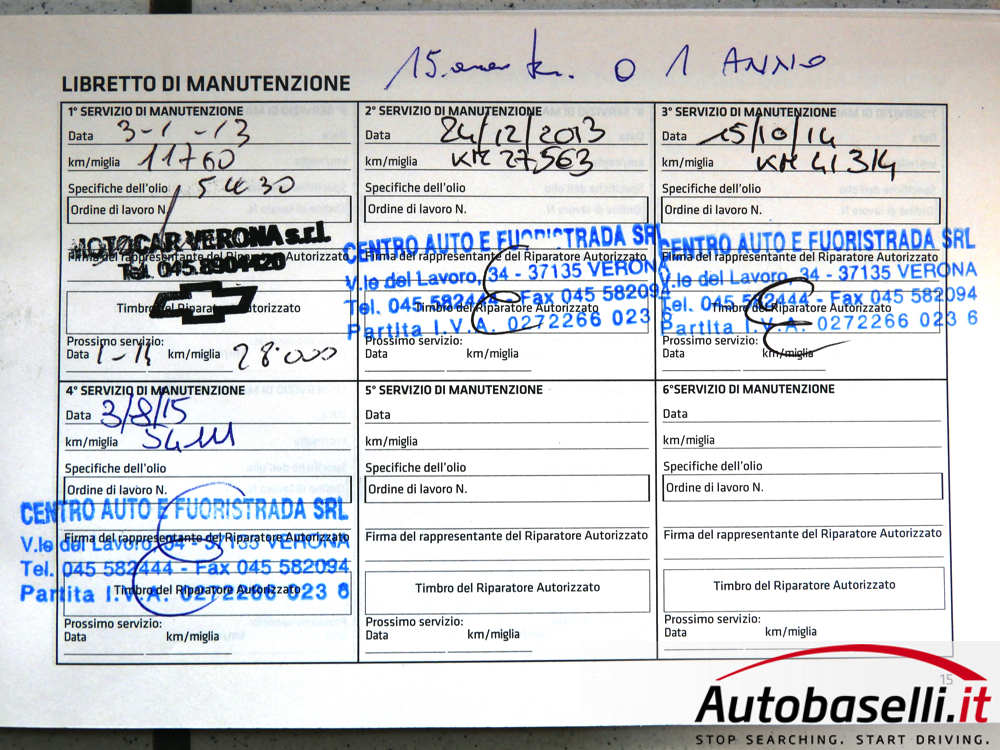 15.000 km. O 1 ANNO
LIBRETTO DI MANUTENZIONE
1° SERVIZIO DI MANUTENZIONE
Data 3-1-13
km/miglia 11760
Specifiche dell'olio 5W30
Ordine di lavoro N.
MOTOCAR VERONA s.r.l.
Firma del rappresentante del Riparatore Autorizzato
Tel. 045.8904420
Timbro del Riparatore Autorizzato
Prossimo servizio:
Data 1-14 km/miglia 28.000
2° SERVIZIO DI MANUTENZIONE
Data 24/12/2013
km/miglia KM 27,563
Specifiche dell'olio
Ordine di lavoro N.
CENTRO AUTO E FUORISTRADA SRL
Firma del rappresentante del Riparatore Autorizzato
V.le del Lavoro, 34 - 37135 VERONA
Tel. 045 582444 - Fax 045 582094
Timbro del Riparatore Autorizzato
Partita I.V.A. 0272266 023 6
Prossimo servizio:
Data km/miglia
3° SERVIZIO DI MANUTENZIONE
Data 15/10/14
km/miglia KM 41314
Specifiche dell'olio
Ordine di lavoro N.
CENTRO AUTO E FUORISTRADA SRL
Firma del rappresentante del Riparatore Autorizzato
V.le del Lavoro, 34 - 37135 VERONA
Tel. 045 582444 - Fax 045 582094
Timbro del Riparatore Autorizzato
Partita I.V.A. 0272266 023 6
Prossimo servizio:
Data km/miglia
4° SERVIZIO DI MANUTENZIONE
Data 3/8/15
km/miglia
Specifiche dell'olio
Ordine di lavoro N.
CENTRO AUTO E FUORISTRADA SRL
Firma del rappresentante del Riparatore Autorizzato
V.le del Lavoro, 34 - 37135 VERONA
Tel. 045 582444 - Fax 045 582094
Timbro del Riparatore Autorizzato
Partita I.V.A. 0272266 023 6
Prossimo servizio:
Data km/miglia
5° SERVIZIO DI MANUTENZIONE
Data
km/miglia
Specifiche dell'olio
Ordine di lavoro N.
Firma del rappresentante del Riparatore Autorizzato
Timbro del Riparatore Autorizzato
Prossimo servizio:
Data km/miglia
6°SERVIZIO DI MANUTENZIONE
Data
km/miglia
Specifiche dell'olio
Ordine di lavoro N.
Firma del rappresentante del Riparatore Autorizzato
Timbro del Riparatore Autorizzato
Prossimo servizio:
Data km/miglia
15
Autobaselli.it
STOP SEARCHING. START DRIVING.